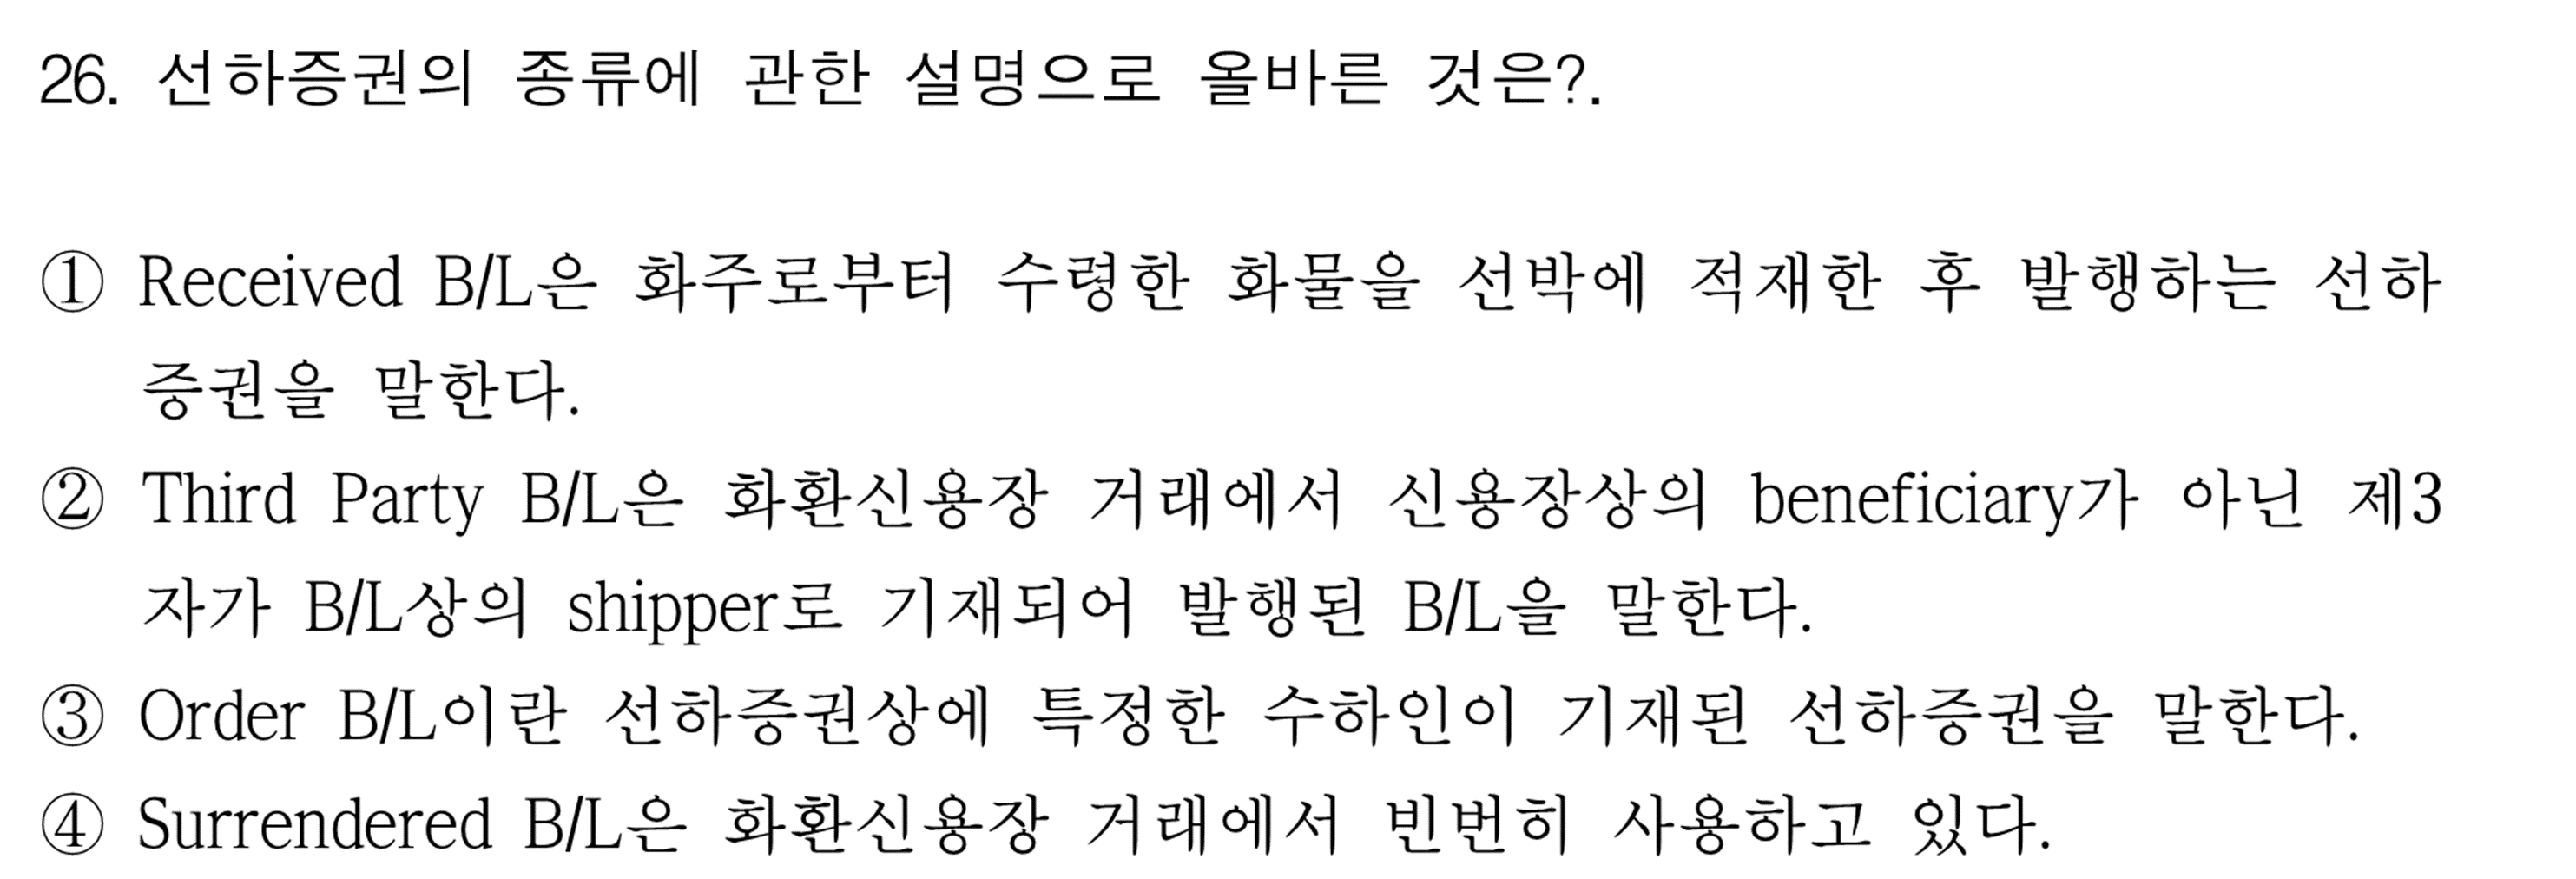 26. 선하증권의 종류에 관한 설명으로 올바른 것은?.
① Received B/L은 화주로부터 수령한 화물을 선박에 적재한 후 발행하는 선하
증권을 말한다.
② Third Party B/L은 화환신용장 거래에서 신용장상의 beneficiary가 아닌 제3
자가 B/L상의 shipper로 기재되어 발행된 B/L을 말한다.
③ Order B/L이란 선하증권상에 특정한 수하인이 기재된 선하증권을 말한다.
④ Surrendered B/L은 화환신용장 거래에서 빈번히 사용하고 있다.